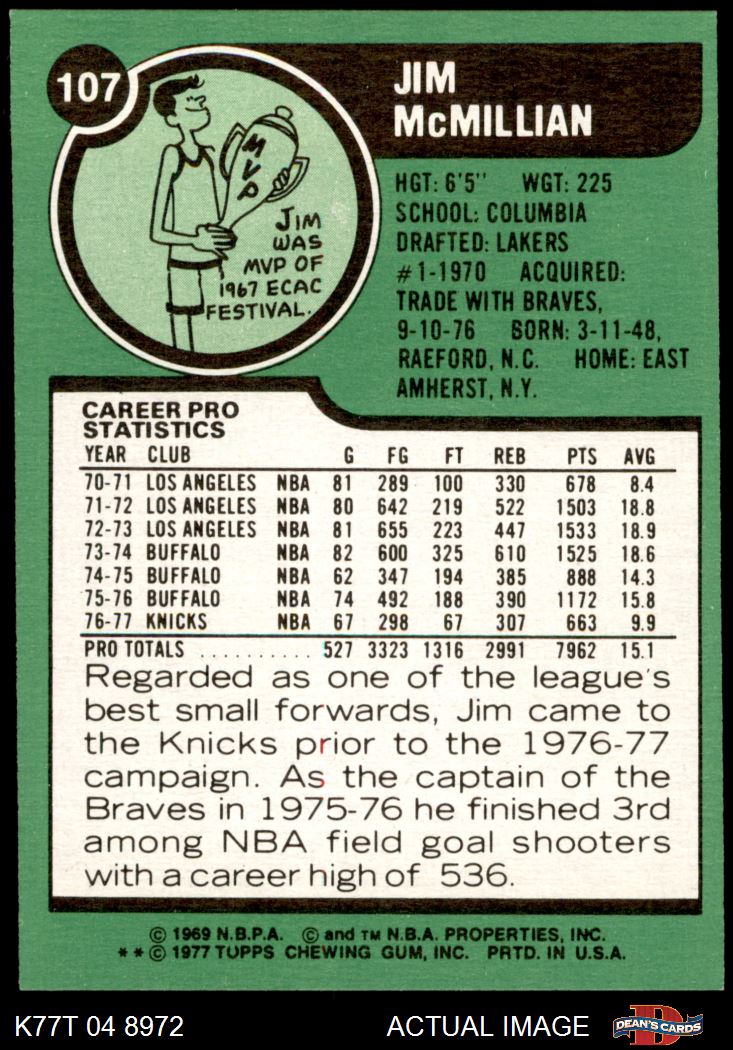 107
JIM
McMILLIAN
MVP
JIM
WAS
MVP OF
1967 ECAC
FESTIVAL.
HGT: 6'5" WGT: 225
SCHOOL: COLUMBIA
DRAFTED: LAKERS
#1-1970 ACQUIRED:
TRADE WITH BRAVES,
9-10-76 BORN: 3-11-48,
RAEFORD, N.C. HOME: EAST
AMHERST, N.Y.
CAREER PRO
STATISTICS
YEAR CLUB G FG FT REB PTS AVG
70-71 LOS ANGELES NBA 81 289 100 330 678 8.4
71-72 LOS ANGELES NBA 80 642 219 522 1503 18.8
72-73 LOS ANGELES NBA 81 655 223 447 1533 18.9
73-74 BUFFALO NBA 82 600 325 610 1525 18.6
74-75 BUFFALO NBA 62 347 194 385 888 14.3
75-76 BUFFALO NBA 74 492 188 390 1172 15.8
76-77 KNICKS NBA 67 298 67 307 663 9.9
PRO TOTALS .......... 527 3323 1316 2991 7962 15.1
Regarded as one of the league's
best small forwards, Jim came to
the Knicks prior to the 1976-77
campaign. As the captain of the
Braves in 1975-76 he finished 3rd
among NBA field goal shooters
with a career high of 536.
© 1969 N.B.P.A. © and TM N.B.A. PROPERTIES, INC.
**© 1977 TOPPS CHEWING GUM, INC. PRTD. IN U.S.A.
K77T 04 8972 ACTUAL IMAGE D DEAN'S CARDS